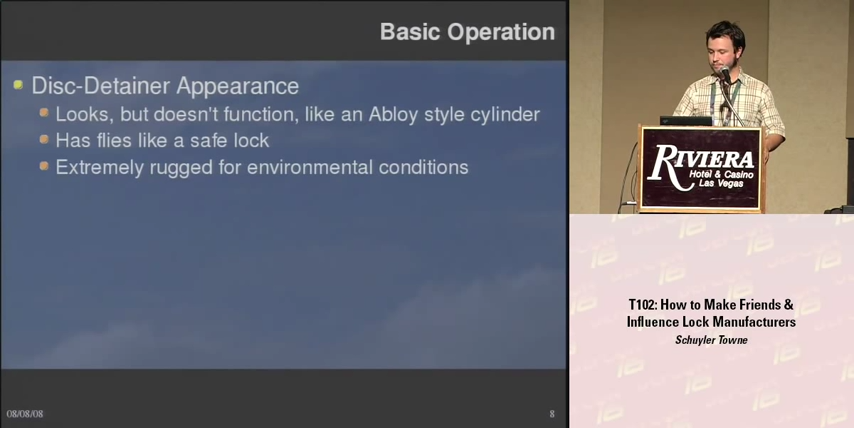 Basic Operation
Disc-Detainer Appearance
Looks, but doesn't function, like an Abloy style cylinder
Has flies like a safe lock
Extremely rugged for environmental conditions
08/08/08
8
RIVIERA
Hotel & Casino
Las Vegas
T102: How to Make Friends &
Influence Lock Manufacturers
Schuyler Towne